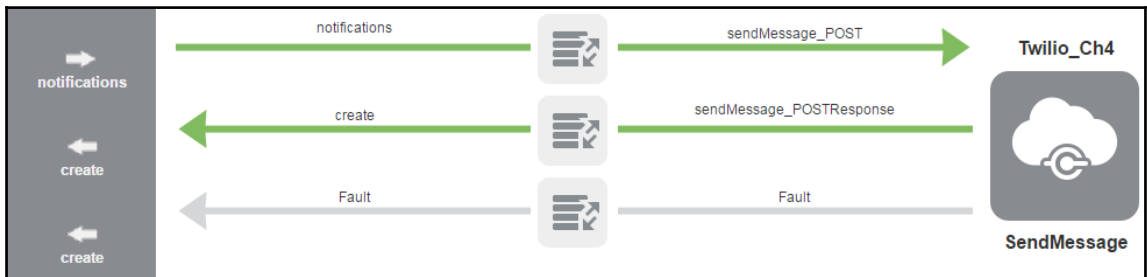 notifications
sendMessage_POST
Twilio_Ch4
notifications
create
sendMessage_POSTResponse
create
Fault
Fault
SendMessage
create